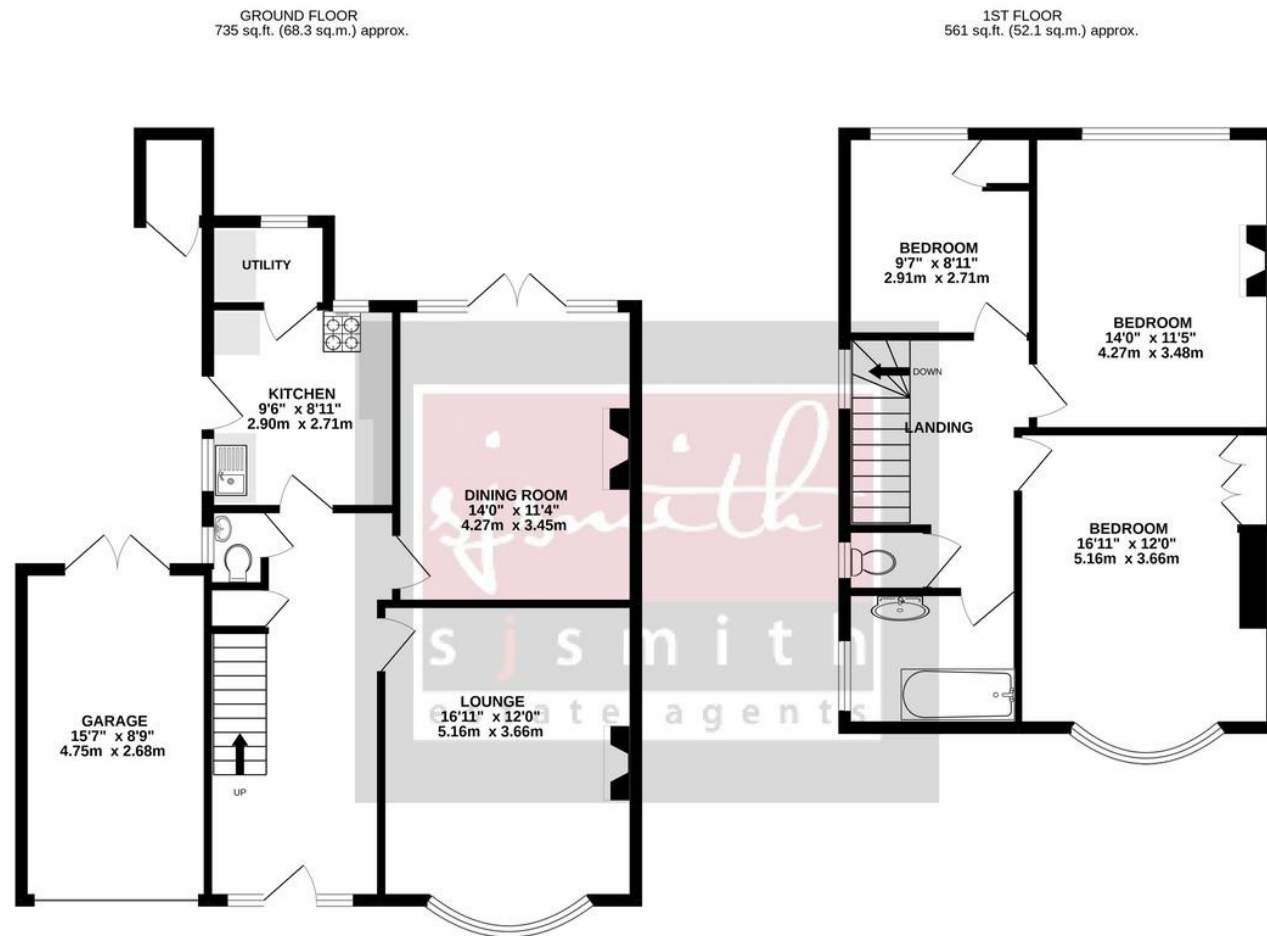 GROUND FLOOR
735 sq.ft. (68.3 sq.m.) approx.
1ST FLOOR
561 sq.ft. (52.1 sq.m.) approx.
UTILITY
KITCHEN
9'6" x 8'11"
2.90m x 2.71m
DINING ROOM
14'0" x 11'4"
4.27m x 3.45m
LOUNGE
16'11" x 12'0"
5.16m x 3.66m
GARAGE
15'7" x 8'9"
4.75m x 2.68m
UP
BEDROOM
9'7" x 8'11"
2.91m x 2.71m
BEDROOM
14'0" x 11'5"
4.27m x 3.48m
DOWN
LANDING
BEDROOM
16'11" x 12'0"
5.16m x 3.66m
sjsmith
sjsmith
estate agents